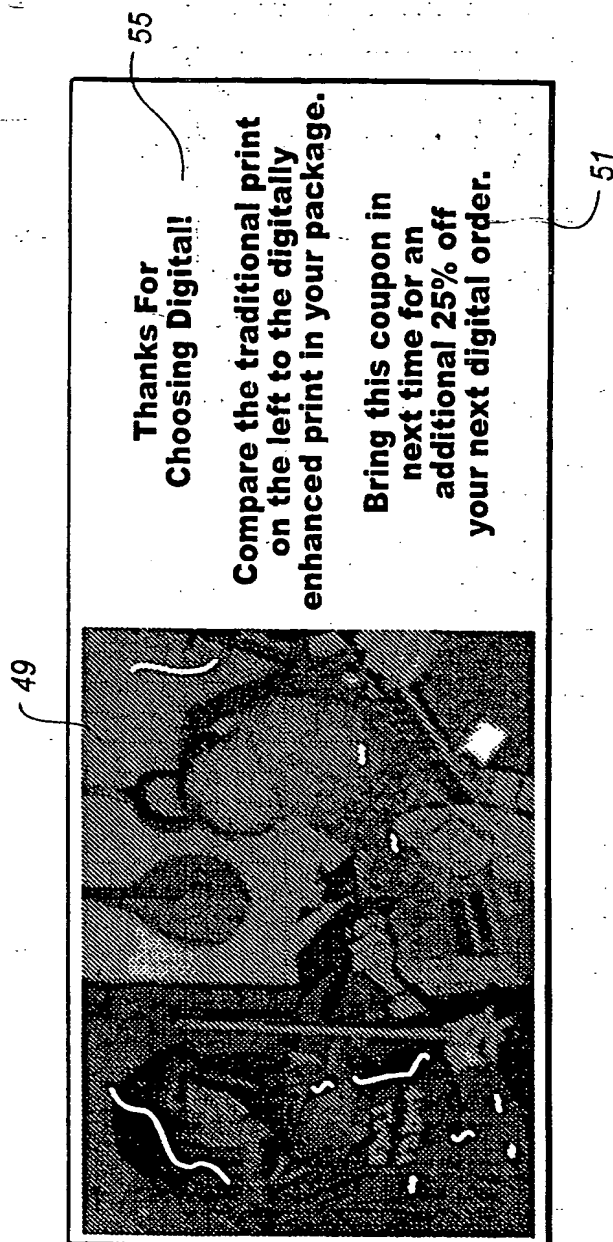 49
55
Thanks For
Choosing Digital!
Compare the traditional print
on the left to the digitally
enhanced print in your package.
Bring this coupon in
next time for an
additional 25% off
your next digital order.
51